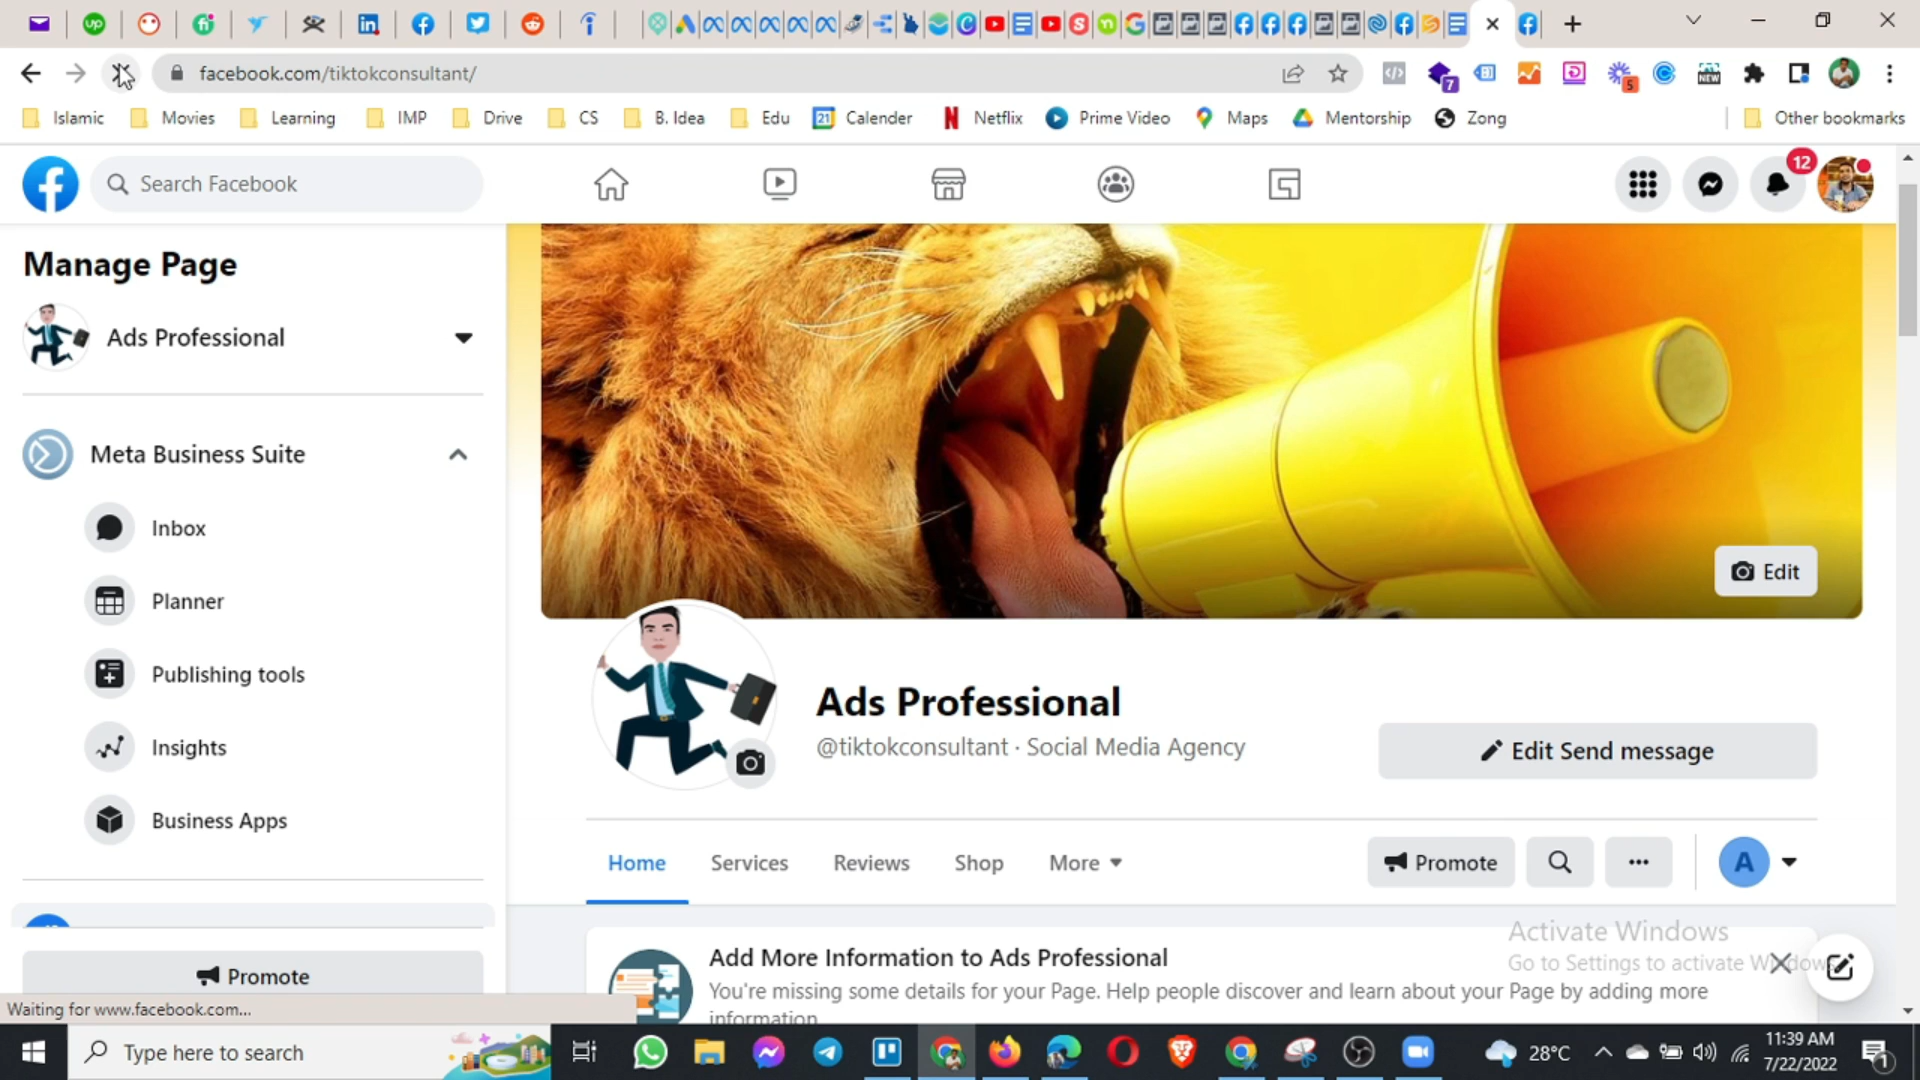 facebook.com/tiktokconsultant/
7
5
NEW
Islamic
Movies
Learning
IMP
Drive
CS
B. Idea
Edu
21
Calender
Netflix
Prime Video
Maps
Mentorship
Zong
Other bookmarks
Search Facebook
12
Manage Page
Ads Professional
Meta Business Suite
Inbox
Planner
Publishing tools
Insights
Business Apps
Promote
Waiting for www.facebook.com...
Edit
Ads Professional
@tiktokconsultant · Social Media Agency
Edit Send message
Home
Services
Reviews
Shop
More
Promote
A
Add More Information to Ads Professional
You're missing some details for your Page. Help people discover and learn about your Page by adding more
information
Activate Windows
Go to Settings to activate Windows
Type here to search
28°C
11:39 AM
7/22/2022
1